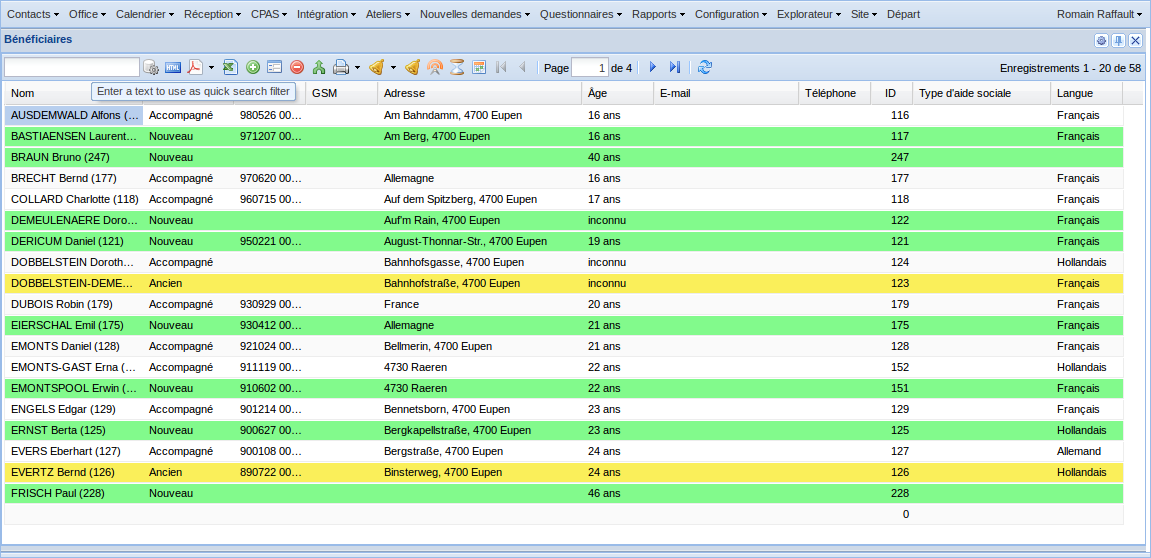 Contacts Office Calendrier Réception CPAS Intégration Ateliers Nouvelles demandes Questionnaires Rapports Configuration Explorateur Site Départ Romain Raffault
Bénéficiaires
HTML Page 1 de 4 Enregistrements 1 - 20 de 58
Enter a text to use as quick search filter
Nom GSM Adresse Âge E-mail Téléphone ID Type d'aide sociale Langue
AUSDEMWALD Alfons (... Accompagné 980526 00... Am Bahndamm, 4700 Eupen 16 ans 116 Français
BASTIAENSEN Laurent... Nouveau 971207 00... Am Berg, 4700 Eupen 16 ans 117 Français
BRAUN Bruno (247) Nouveau 40 ans 247
BRECHT Bernd (177) Accompagné 970620 00... Allemagne 16 ans 177 Français
COLLARD Charlotte (118) Accompagné 960715 00... Auf dem Spitzberg, 4700 Eupen 17 ans 118 Français
DEMEULENAERE Doro... Nouveau Auf'm Rain, 4700 Eupen inconnu 122 Français
DERICUM Daniel (121) Nouveau 950221 00... August-Thonnar-Str., 4700 Eupen 19 ans 121 Français
DOBBELSTEIN Doroth... Accompagné Bahnhofsgasse, 4700 Eupen inconnu 124 Hollandais
DOBBELSTEIN-DEME... Ancien Bahnhofstraße, 4700 Eupen inconnu 123 Français
DUBOIS Robin (179) Accompagné 930929 00... France 20 ans 179 Français
EIERSCHAL Emil (175) Nouveau 930412 00... Allemagne 21 ans 175 Français
EMONTS Daniel (128) Accompagné 921024 00... Bellmerin, 4700 Eupen 21 ans 128 Français
EMONTS-GAST Erna (... Accompagné 911119 00... 4730 Raeren 22 ans 152 Hollandais
EMONTSPOOL Erwin (... Nouveau 910602 00... 4730 Raeren 22 ans 151 Français
ENGELS Edgar (129) Accompagné 901214 00... Bennetsborn, 4700 Eupen 23 ans 129 Français
ERNST Berta (125) Nouveau 900627 00... Bergkapellstraße, 4700 Eupen 23 ans 125 Hollandais
EVERS Eberhart (127) Accompagné 900108 00... Bergstraße, 4700 Eupen 24 ans 127 Allemand
EVERTZ Bernd (126) Ancien 890722 00... Binsterweg, 4700 Eupen 24 ans 126 Hollandais
FRISCH Paul (228) Nouveau 46 ans 228
0